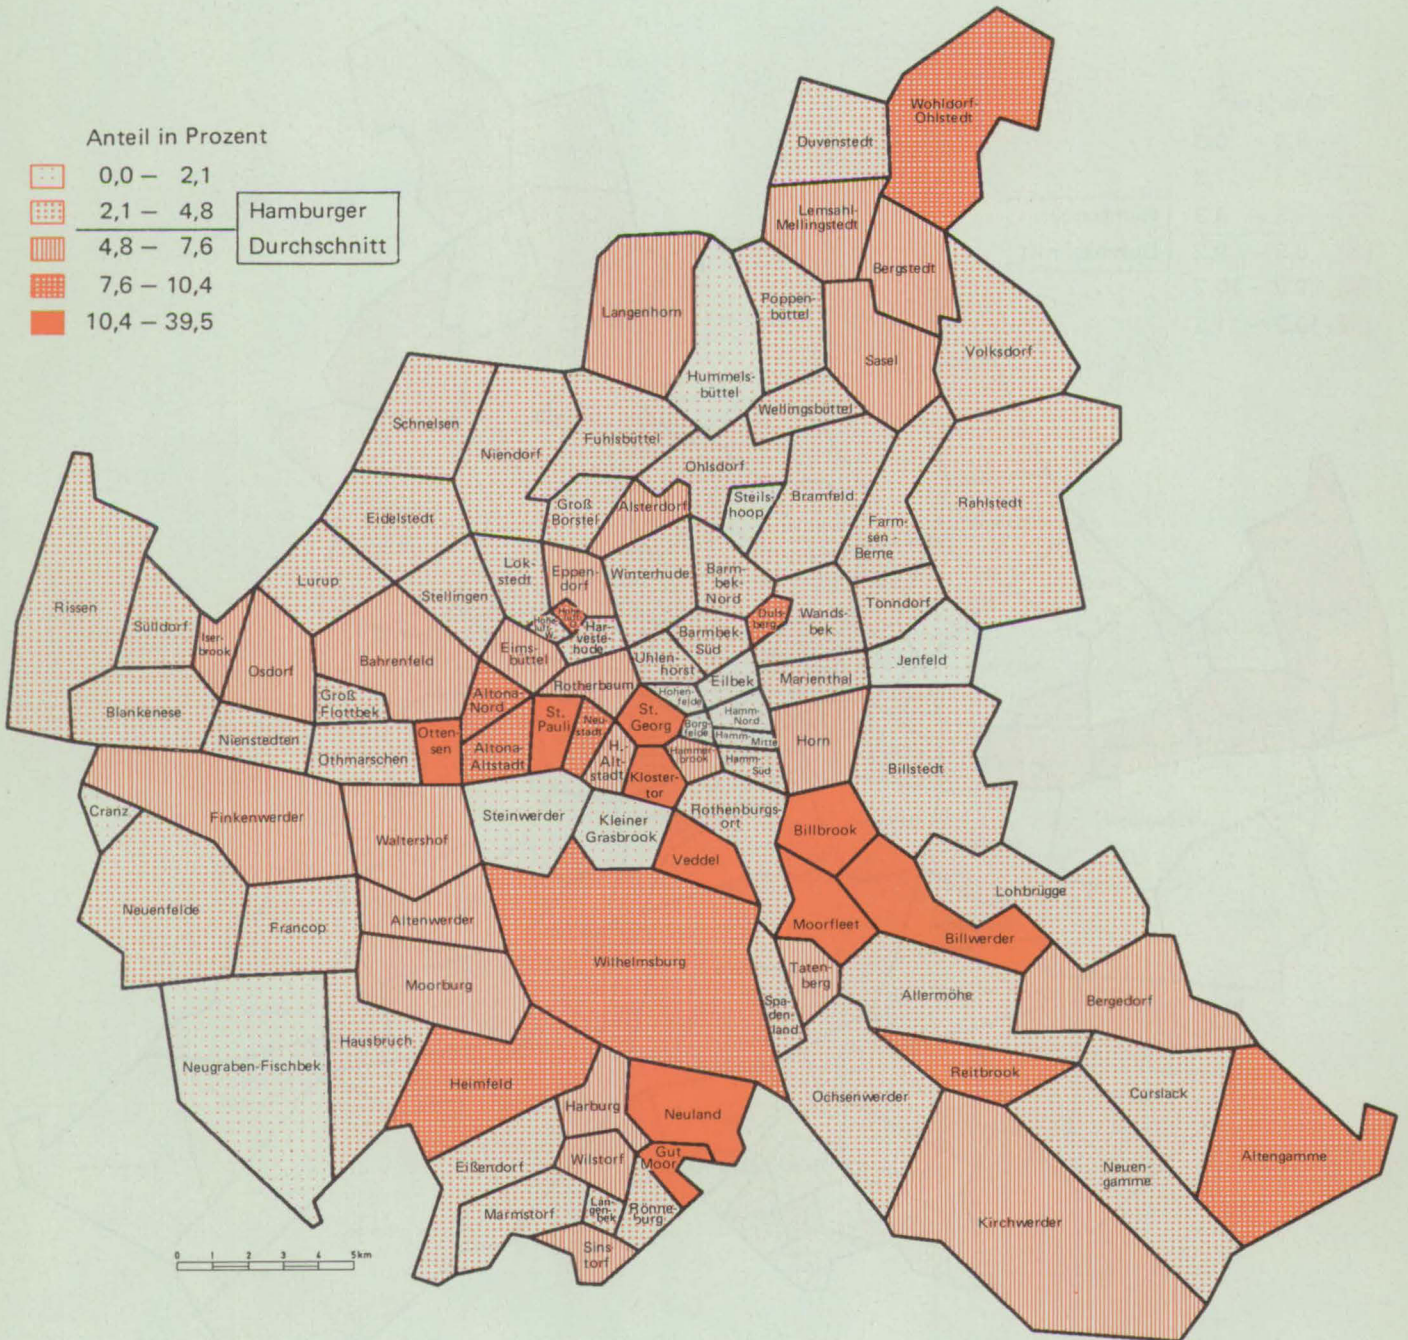 Anteil in Prozent
0,0 – 2,1
2,1 – 4,8
Hamburger
4,8 – 7,6
Durchschnitt
7,6 – 10,4
10,4 – 39,5
Wohldorf-
Ohlstedt
Duvenstedt
Lemsahl-
Mellingstedt
Bergstedt
Langenhorn
Poppen-
büttel
Volksdorf
Sasel
Hummels-
büttel
Wellingsbüttel
Schnelsen
Niendorf
Fuhlsbüttel
Ohlsdorf
Bramfeld
Rahlstedt
Steils-
hoop
Groß
Borstel
Alsterdorf
Eidelstedt
Farm-
sen-
Berne
Lurup
Stellingen
Lok-
stedt
Eppen-
dorf
Winterhude
Barm-
bek-
Nord
Rissen
Sülldorf
Iser-
brook
Duls-
berg
Wands-
bek
Tonndorf
Har-
veste-
hude
Barmbek-
Süd
Osdorf
Bahrenfeld
Eims-
büttel
Uhlen-
horst
Eilbek
Marienthal
Jenfeld
Rotherbaum
Groß
Flottbek
Altona-
Nord
Hohen-
felde
Blankenese
St.
Pauli
Neu-
stadt
St.
Georg
Borg-
felde
Hamm-
Nord
Hamm-
Mitte
Hamm-
Süd
Nienstedten
Othmarschen
Otten-
sen
Altona-
Altstadt
H.-
Alt-
stadt
Hammer-
brook
Horn
Billstedt
Kloster-
tor
Cranz
Finkenwerder
Waltershof
Steinwerder
Kleiner
Grasbrook
Rothenburgs-
ort
Billbrook
Veddel
Lohbrügge
Neuenfelde
Francop
Altenwerder
Moorfleet
Billwerder
Wilhelmsburg
Taten-
berg
Moorburg
Spa-
den-
land
Allermöhe
Bergedorf
Hausbruch
Neugraben-Fischbek
Heimfeld
Reitbrook
Curslack
Ochsenwerder
Harburg
Neuland
Eißendorf
Wilstorf
Gut
Moor
Neuen-
gamme
Altengamme
Marmstorf
Lan-
gen-
bek
Rönne-
burg
Kirchwerder
Sins
torf
0 1 2 3 4 5km